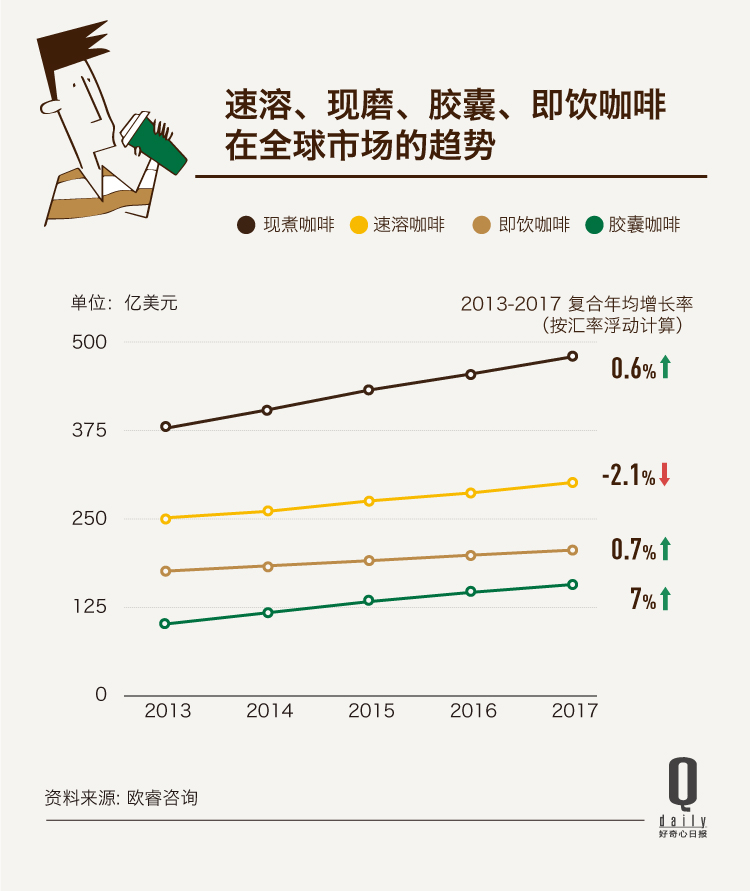 速溶、现磨、胶囊、即饮咖啡
在全球市场的趋势
现煮咖啡 速溶咖啡 即饮咖啡 胶囊咖啡
单位：亿美元
2013-2017 复合年均增长率
（按汇率浮动计算）
500
0.6%
375
-2.1%
250
0.7%
7%
125
0
2013 2014 2015 2016 2017
资料来源: 欧睿咨询
Q
daily
好奇心日报